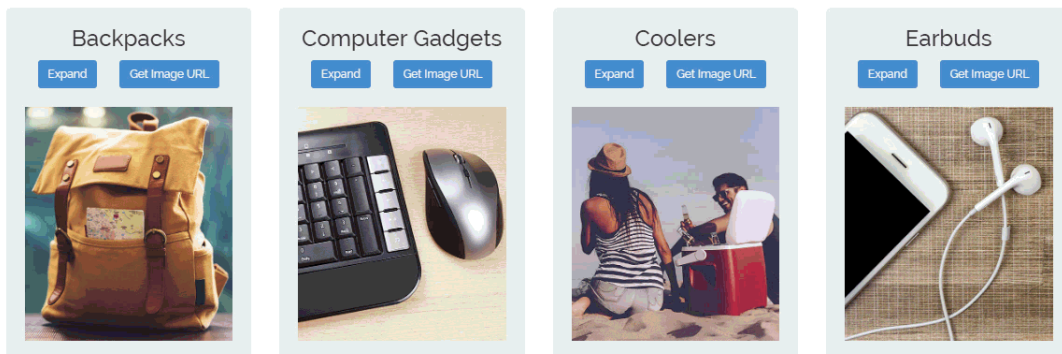 Backpacks
Expand Get Image URL
Computer Gadgets
Expand Get Image URL
Coolers
Expand Get Image URL
Earbuds
Expand Get Image URL